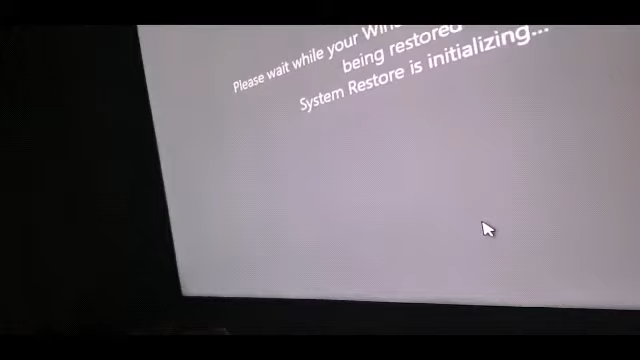 Please wait while your
being restored
System Restore is initializing...